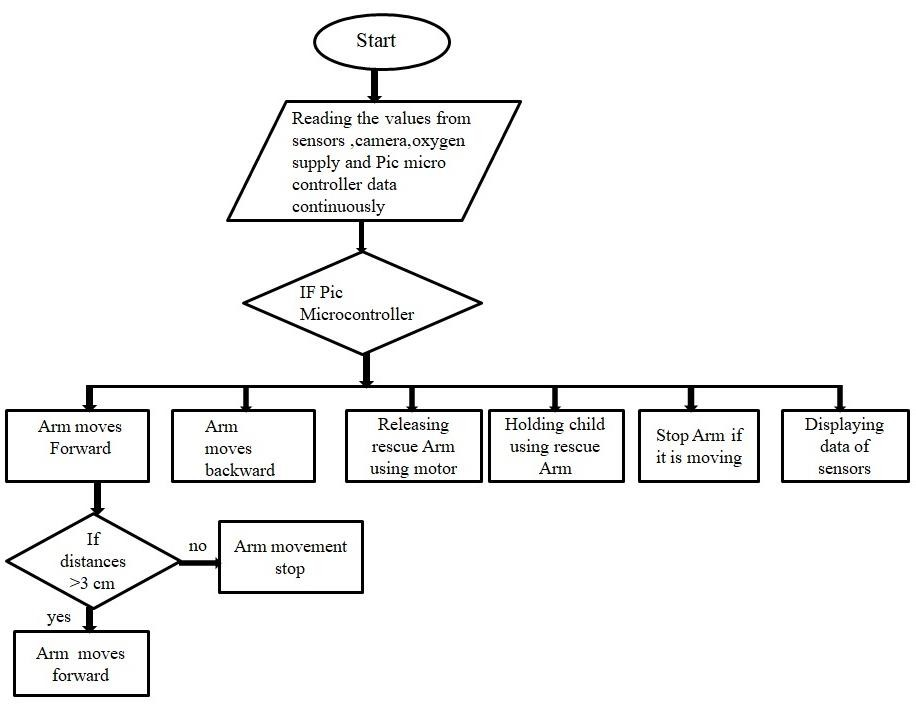 Start
Reading the values from
sensors ,camera,oxygen
supply and Pic micro
controller data
continuously
IF Pic
Microcontroller
Arm moves
Forward
Arm
moves
backward
Releasing
rescue Arm
using motor
Holding child
using rescue
Arm
Stop Arm if
it is moving
Displaying
data of
sensors
If
distances
>3 cm
no
Arm movement
stop
yes
Arm moves
forward